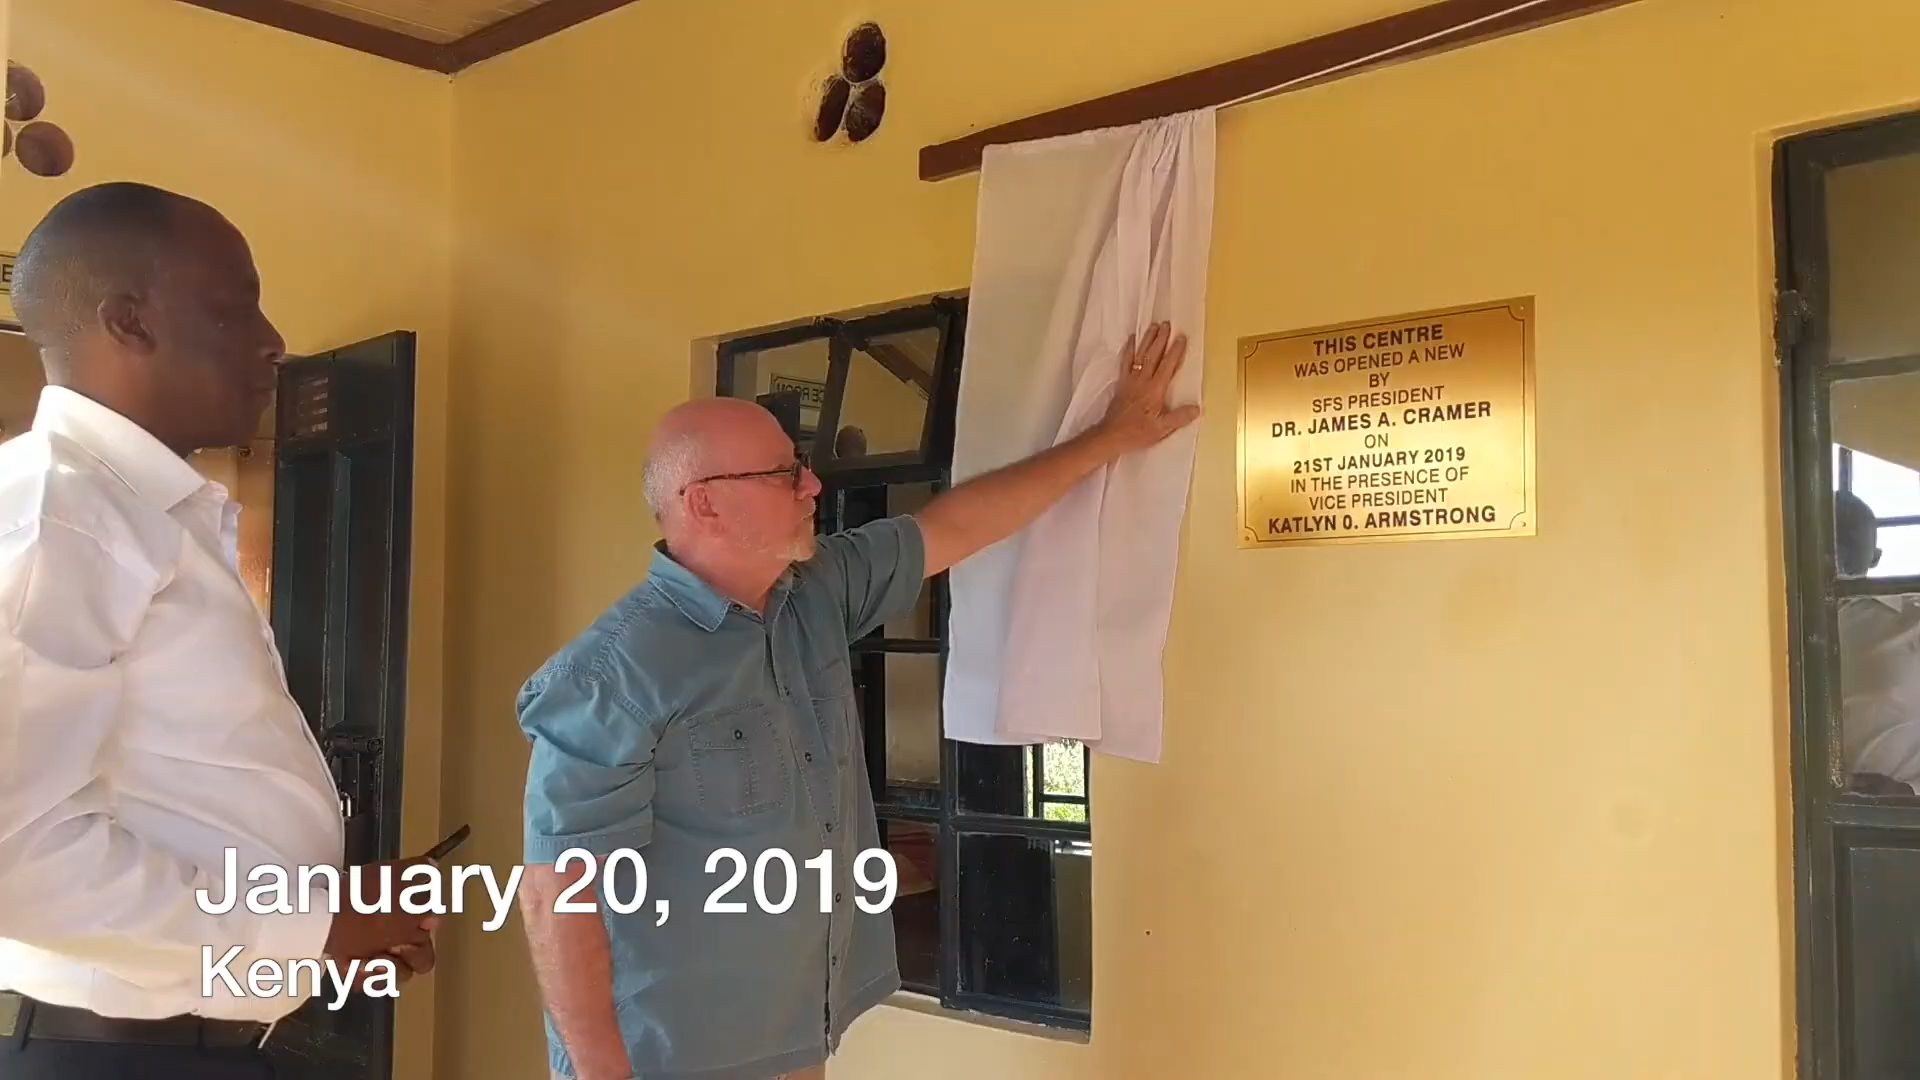 THIS CENTRE
WAS OPENED A NEW
BY
SFS PRESIDENT
DR. JAMES A. CRAMER
ON
21ST JANUARY 2019
IN THE PRESENCE OF
VICE PRESIDENT
KATLYN O. ARMSTRONG
January 20, 2019
Kenya